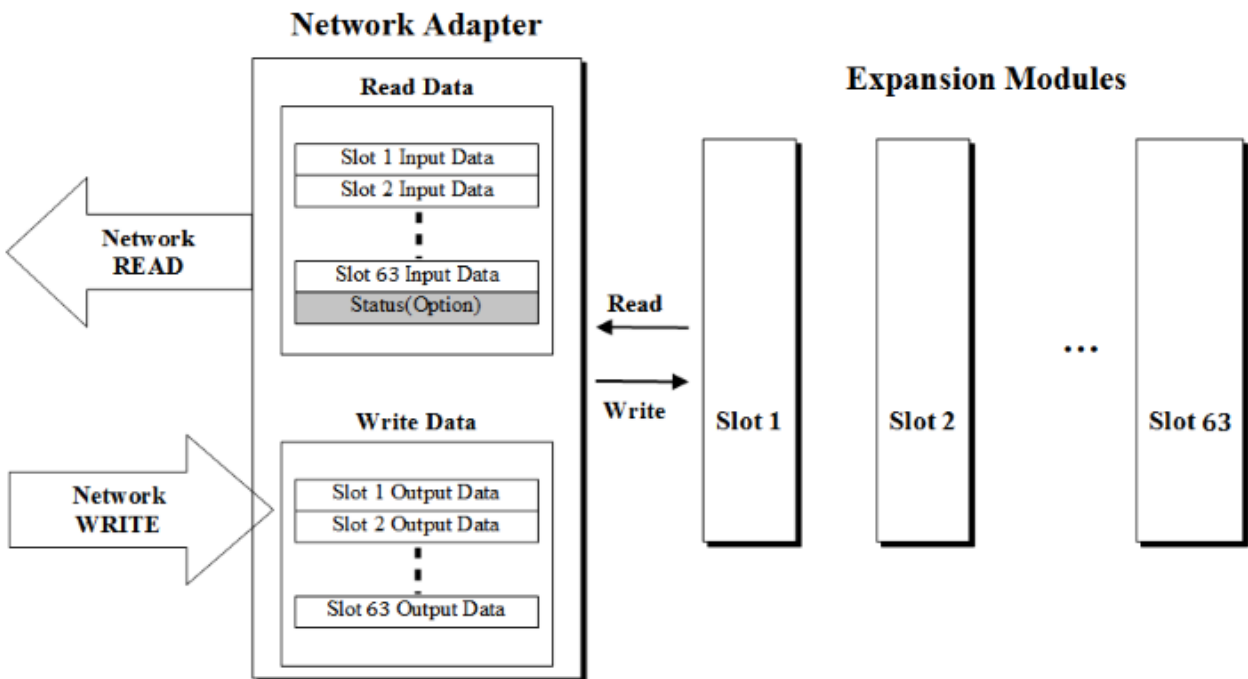 Network Adapter
Read Data
Slot 1 Input Data
Slot 2 Input Data
Slot 63 Input Data
Status(Option)
Network
READ
Write Data
Slot 1 Output Data
Slot 2 Output Data
Slot 63 Output Data
Network
WRITE
Read
Write
Expansion Modules
Slot 1
Slot 2
...
Slot 63